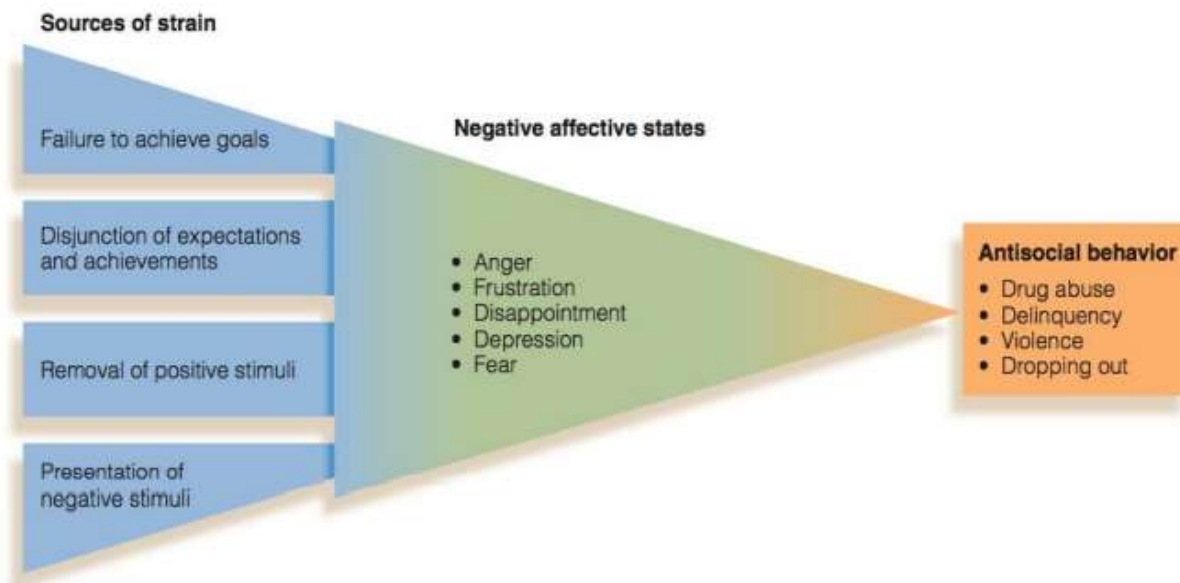 Sources of strain
Failure to achieve goals
Disjunction of expectations
and achievements
Removal of positive stimuli
Presentation of
negative stimuli
Negative affective states
• Anger
• Frustration
• Disappointment
• Depression
• Fear
Antisocial behavior
• Drug abuse
• Delinquency
• Violence
• Dropping out